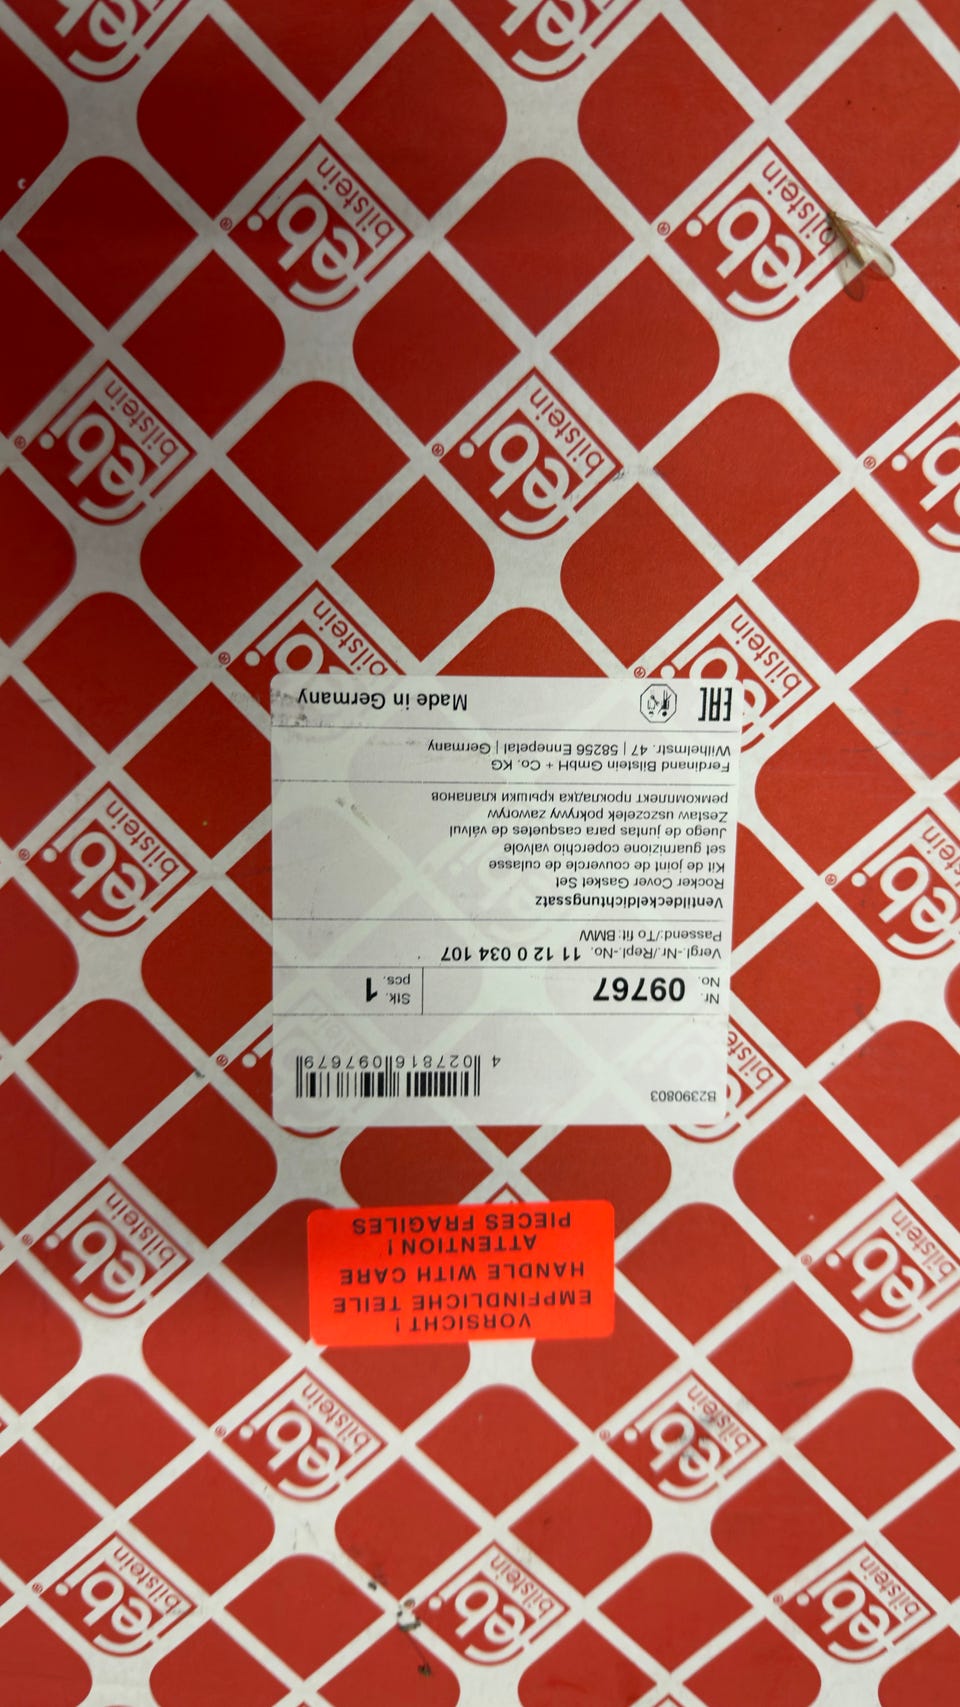 B2390803
4 027816 097679
Nr. No. 09767 Stk. pcs. 1
Vergl.-Nr./Repl.-No. 11 12 0 034 107
Passend:/To fit: BMW
Ventildeckeldichtungssatz
Rocker Cover Gasket Set
Kit de joint de couvercle de culasse
set guarnizione coperchio valvole
Juego de juntas para casquetes de válvul
Zestaw uszczelek pokrywy zaworyw
ремкомплект прокладка крышки клапанов
Ferdinand Bilstein GmbH + Co. KG
Wilhelmstr. 47 | 58256 Ennepetal | Germany
EAC Made in Germany
VORSICHT !
EMPFINDLICHE TEILE
HANDLE WITH CARE
ATTENTION !
PIECES FRAGILES
febi
bilstein